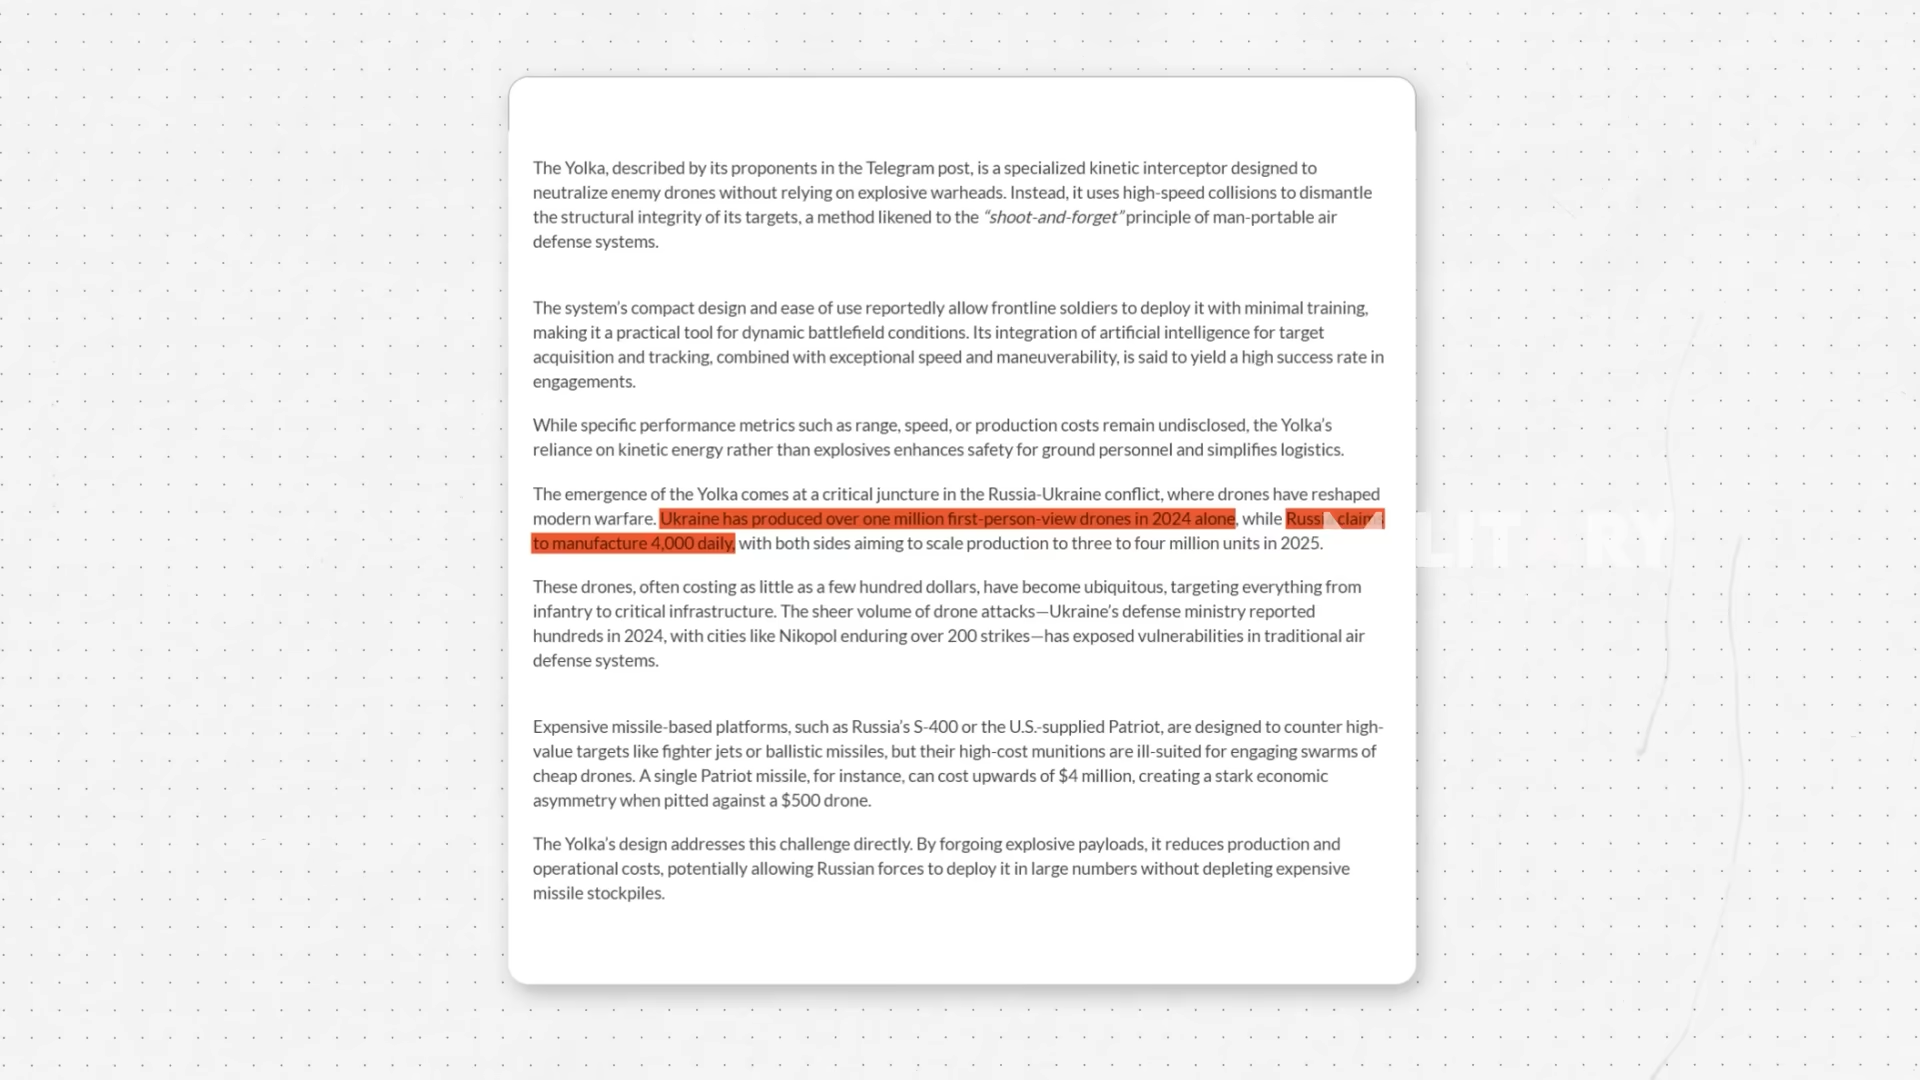 The Yolka, described by its proponents in the Telegram post, is a specialized kinetic interceptor designed to
neutralize enemy drones without relying on explosive warheads. Instead, it uses high-speed collisions to dismantle
the structural integrity of its targets, a method likened to the “shoot-and-forget” principle of man-portable air
defense systems.
The system’s compact design and ease of use reportedly allow frontline soldiers to deploy it with minimal training,
making it a practical tool for dynamic battlefield conditions. Its integration of artificial intelligence for target
acquisition and tracking, combined with exceptional speed and maneuverability, is said to yield a high success rate in
engagements.
While specific performance metrics such as range, speed, or production costs remain undisclosed, the Yolka’s
reliance on kinetic energy rather than explosives enhances safety for ground personnel and simplifies logistics.
The emergence of the Yolka comes at a critical juncture in the Russia-Ukraine conflict, where drones have reshaped
modern warfare. Ukraine has produced over one million first-person-view drones in 2024 alone, while Russia claims
to manufacture 4,000 daily, with both sides aiming to scale production to three to four million units in 2025.
These drones, often costing as little as a few hundred dollars, have become ubiquitous, targeting everything from
infantry to critical infrastructure. The sheer volume of drone attacks—Ukraine’s defense ministry reported
hundreds in 2024, with cities like Nikopol enduring over 200 strikes—has exposed vulnerabilities in traditional air
defense systems.
Expensive missile-based platforms, such as Russia’s S-400 or the U.S.-supplied Patriot, are designed to counter high-
value targets like fighter jets or ballistic missiles, but their high-cost munitions are ill-suited for engaging swarms of
cheap drones. A single Patriot missile, for instance, can cost upwards of $4 million, creating a stark economic
asymmetry when pitted against a $500 drone.
The Yolka’s design addresses this challenge directly. By forgoing explosive payloads, it reduces production and
operational costs, potentially allowing Russian forces to deploy it in large numbers without depleting expensive
missile stockpiles.